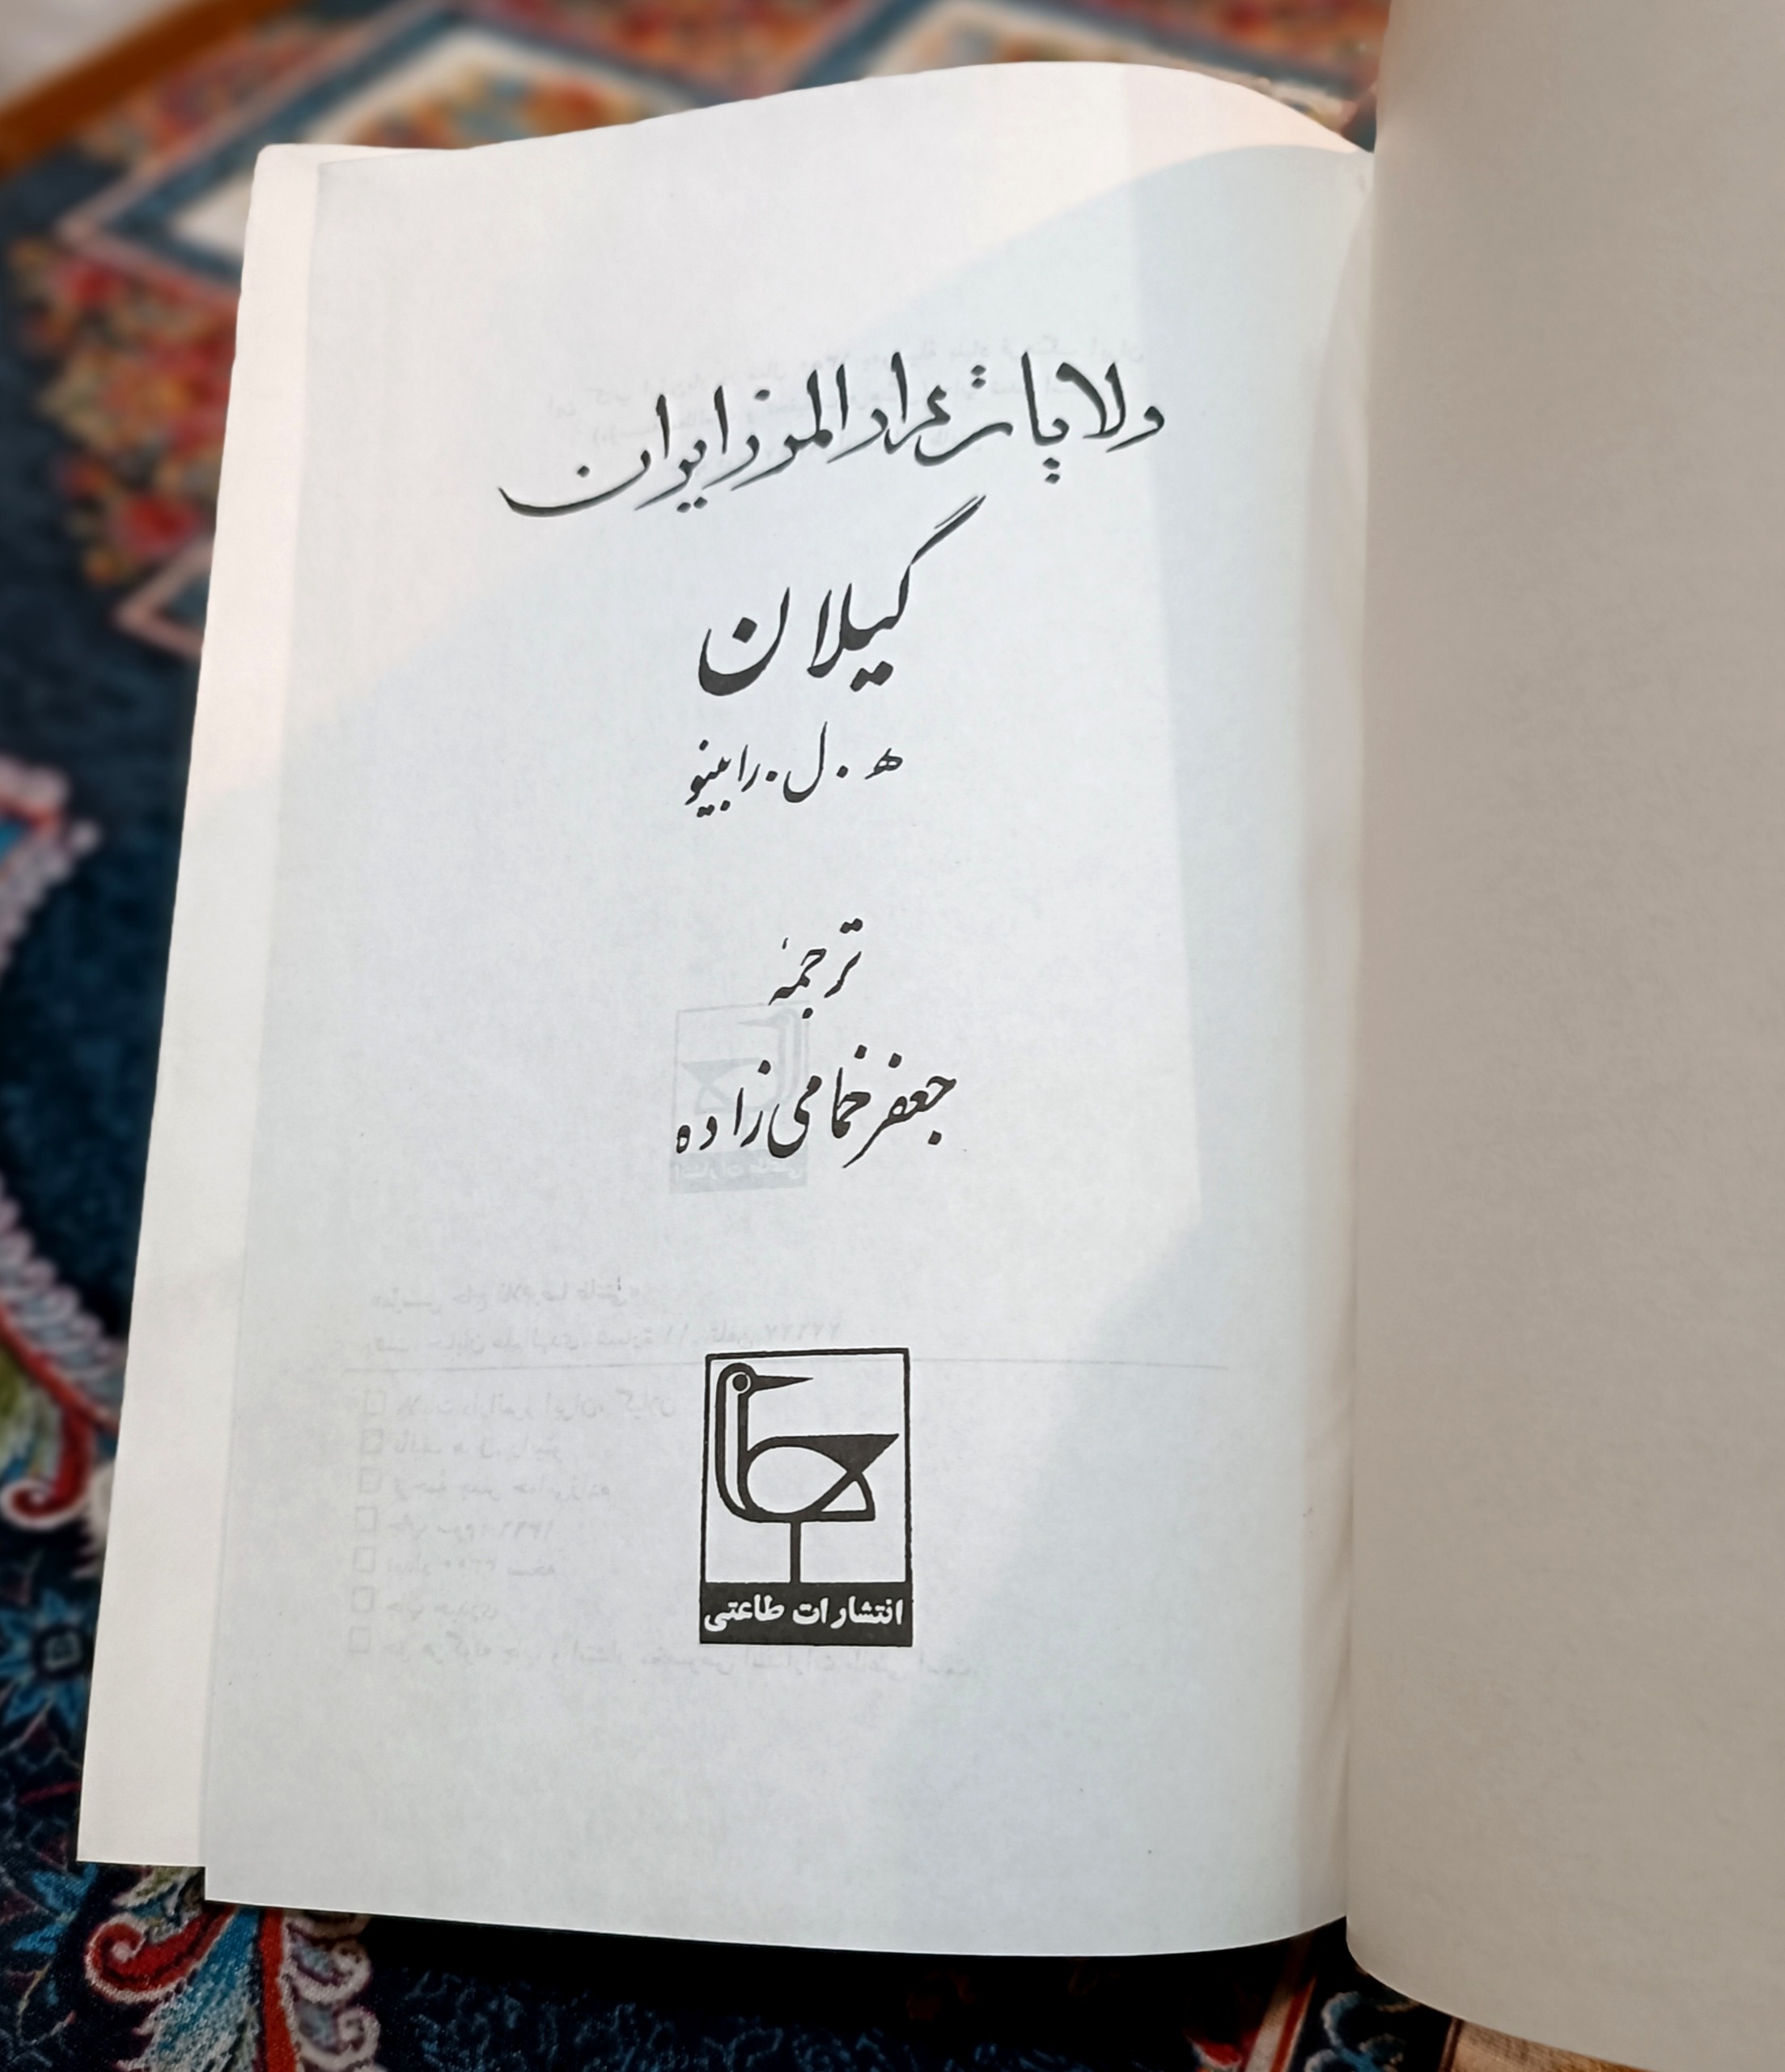 ولایات دارالمرز ایران
گیلان
ه . ل . رابینو
ترجمهٔ
جعفر خمامی‌زاده
انتشارات طاعتی